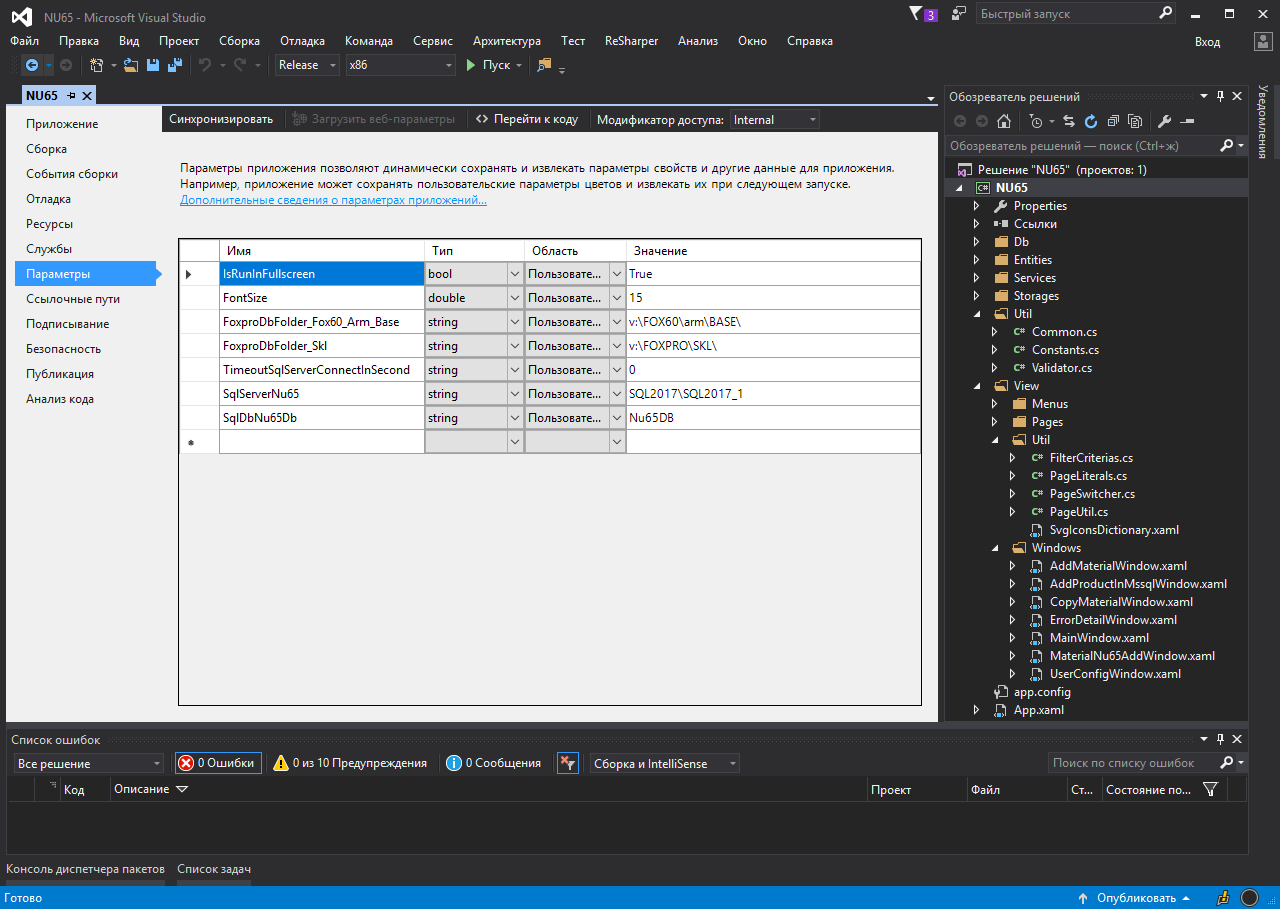 NU65 - Microsoft Visual Studio
3
Быстрый запуск
Файл Правка Вид Проект Сборка Отладка Команда Сервис Архитектура Тест ReSharper Анализ Окно Справка Вход
Release x86 Пуск
NU65
Приложение
Сборка
События сборки
Отладка
Ресурсы
Службы
Параметры
Ссылочные пути
Подписывание
Безопасность
Публикация
Анализ кода
Синхронизировать Загрузить веб-параметры Перейти к коду Модификатор доступа: Internal
Параметры приложения позволяют динамически сохранять и извлекать параметры свойств и другие данные для приложения.
Например, приложение может сохранять пользовательские параметры цветов и извлекать их при следующем запуске.
Дополнительные сведения о параметрах приложений...
Имя Тип Область Значение
IsRunInFullscreen bool Пользовате... True
FontSize double Пользовате... 15
FoxproDbFolder_Fox60_Arm_Base string Пользовате... v:\FOX60\arm\BASE\
FoxproDbFolder_Skl string Пользовате... v:\FOXPRO\SKL\
TimeoutSqlServerConnectInSecond string Пользовате... 0
SqlServerNu65 string Пользовате... SQL2017\SQL2017_1
SqlDbNu65Db string Пользовате... Nu65DB
Обозреватель решений
Обозреватель решений — поиск (Ctrl+ж)
Решение "NU65" (проектов: 1)
C# NU65
Properties
Ссылки
Db
Entities
Services
Storages
Util
C# Common.cs
C# Constants.cs
C# Validator.cs
View
Menus
Pages
Util
C# FilterCriterias.cs
C# PageLiterals.cs
C# PageSwitcher.cs
C# PageUtil.cs
SvgIconsDictionary.xaml
Windows
AddMaterialWindow.xaml
AddProductInMssqlWindow.xaml
CopyMaterialWindow.xaml
ErrorDetailWindow.xaml
MainWindow.xaml
MaterialNu65AddWindow.xaml
UserConfigWindow.xaml
app.config
App.xaml
Уведомления
Список ошибок
Все решение 0 Ошибки 0 из 10 Предупреждения 0 Сообщения Сборка и IntelliSense Поиск по списку ошибок
Код Описание Проект Файл Ст... Состояние по...
Консоль диспетчера пакетов Список задач
Готово Опубликовать